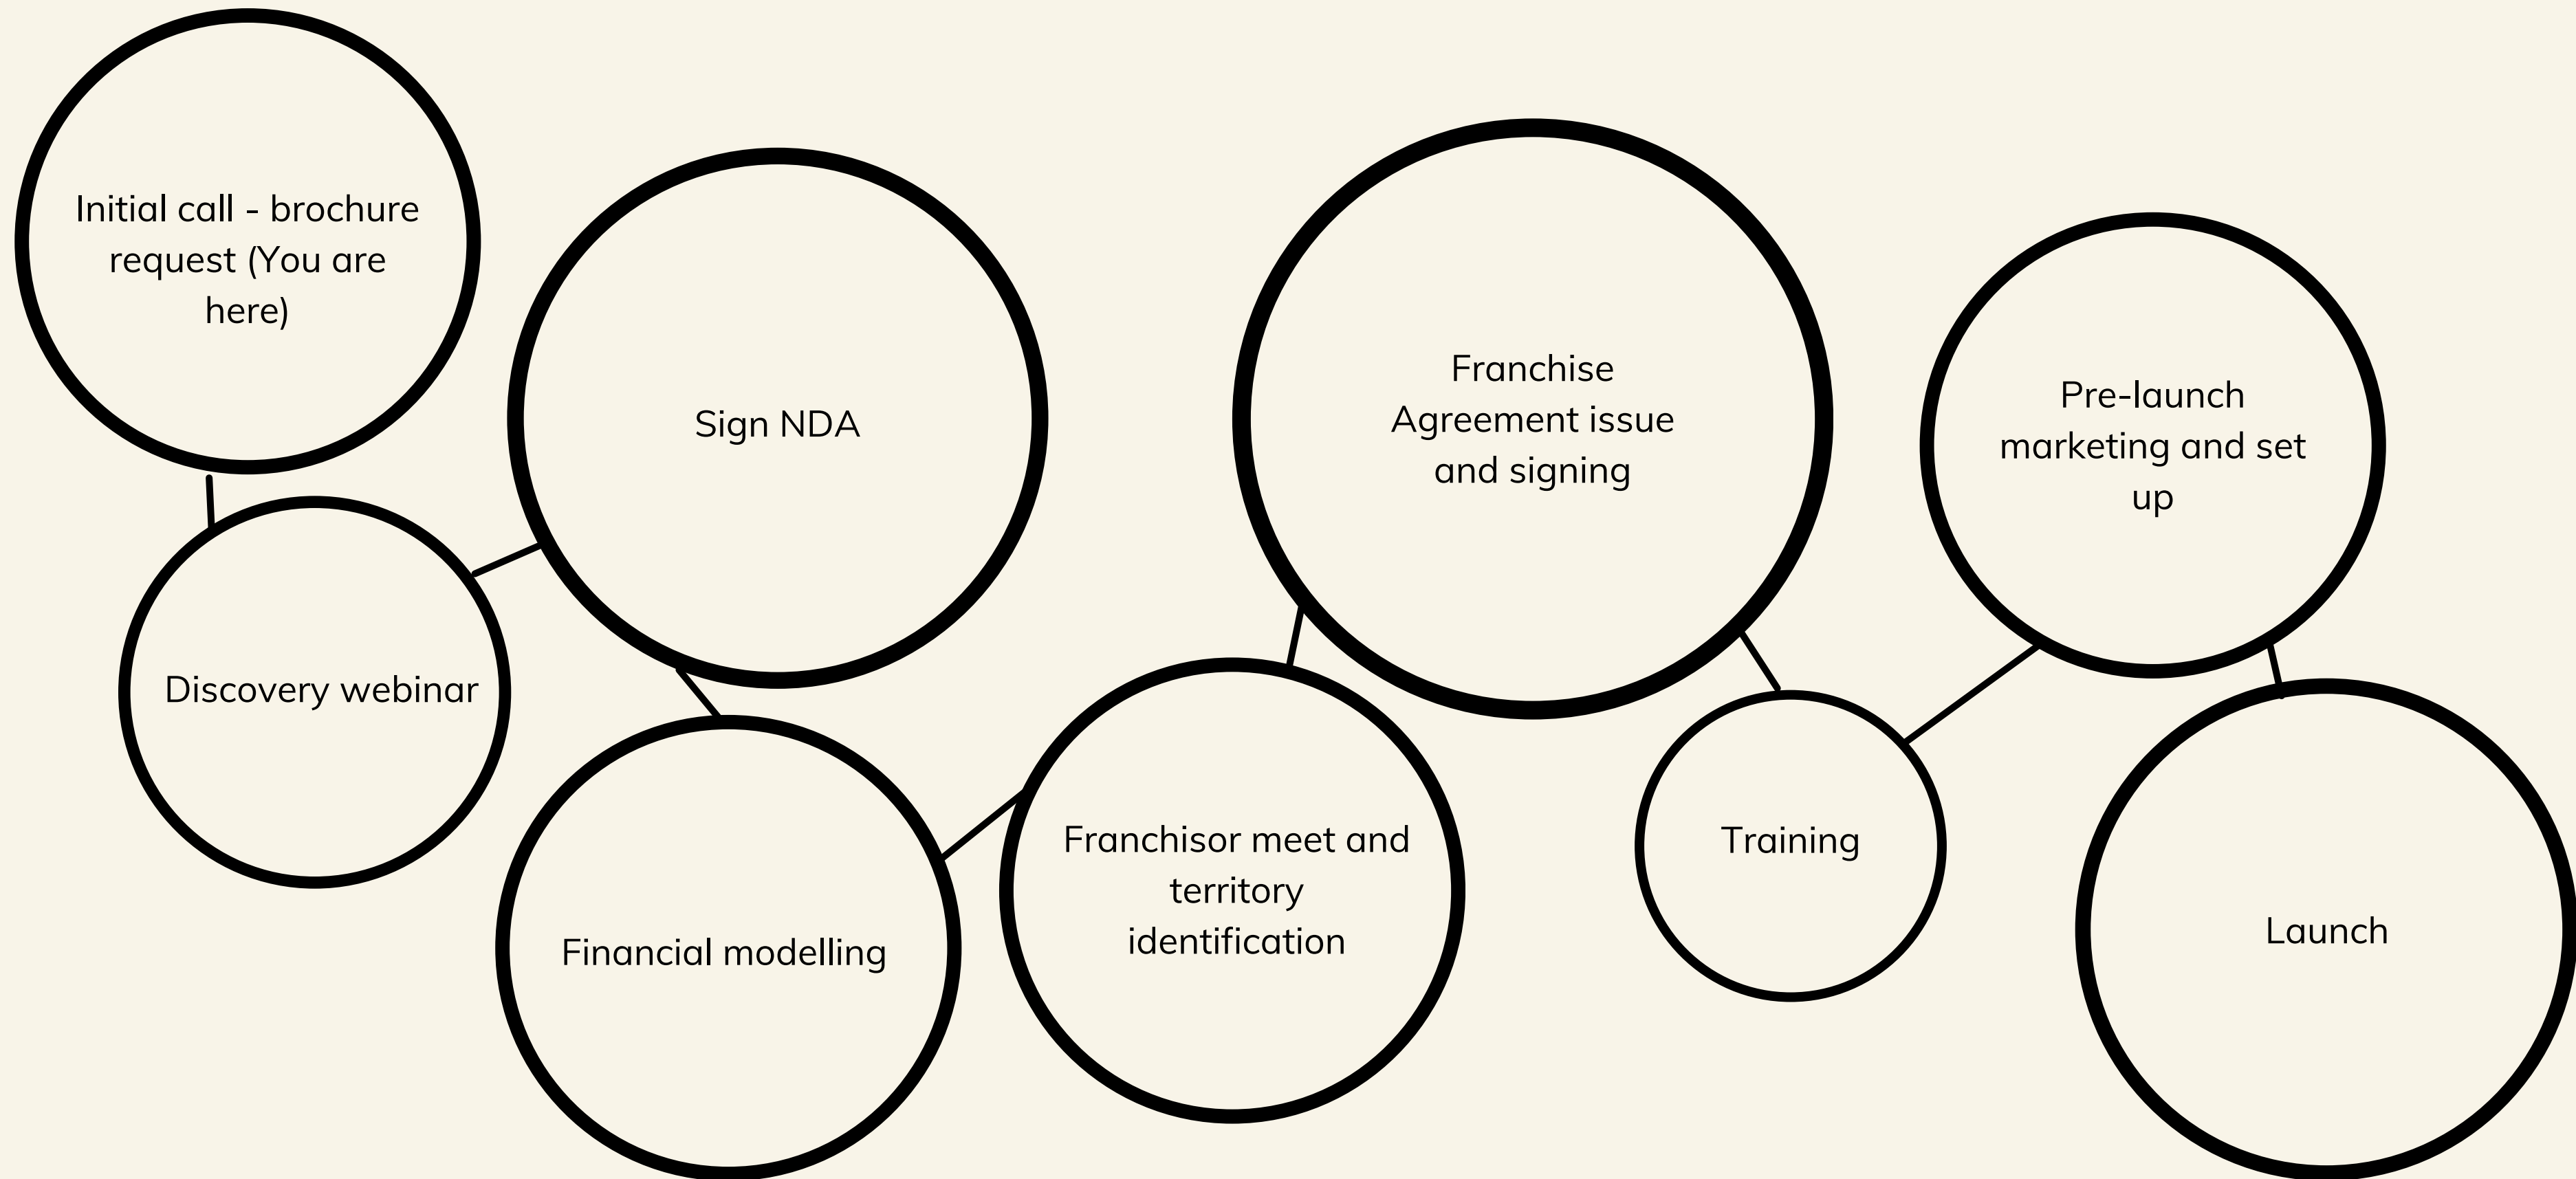 Initial call - brochure
request (You are
here)
Discovery webinar
Sign NDA
Financial modelling
Franchisor meet and
territory
identification
Franchise
Agreement issue
and signing
Training
Pre-launch
marketing and set
up
Launch